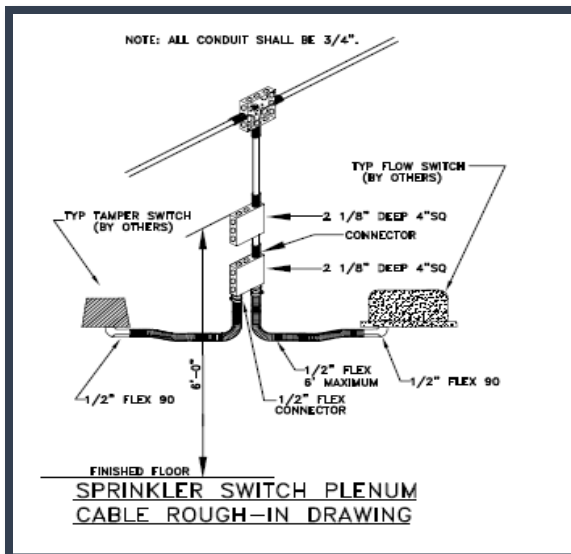 NOTE: ALL CONDUIT SHALL BE 3/4".
TYP FLOW SWITCH
(BY OTHERS)
TYP TAMPER SWITCH
(BY OTHERS)
2 1/8" DEEP 4"SQ
CONNECTOR
2 1/8" DEEP 4"SQ
6'-0"
1/2" FLEX 90
1/2" FLEX
6' MAXIMUM
1/2" FLEX 90
1/2" FLEX
CONNECTOR
FINISHED FLOOR
SPRINKLER SWITCH PLENUM
CABLE ROUGH-IN DRAWING